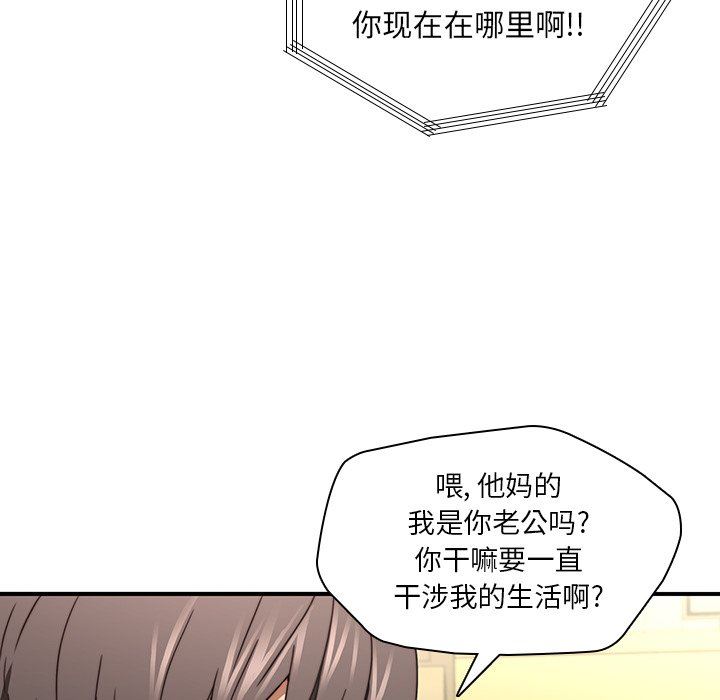 你现在在哪里啊!!
喂, 他妈的
我是你老公吗?
你干嘛要一直
干涉我的生活啊?